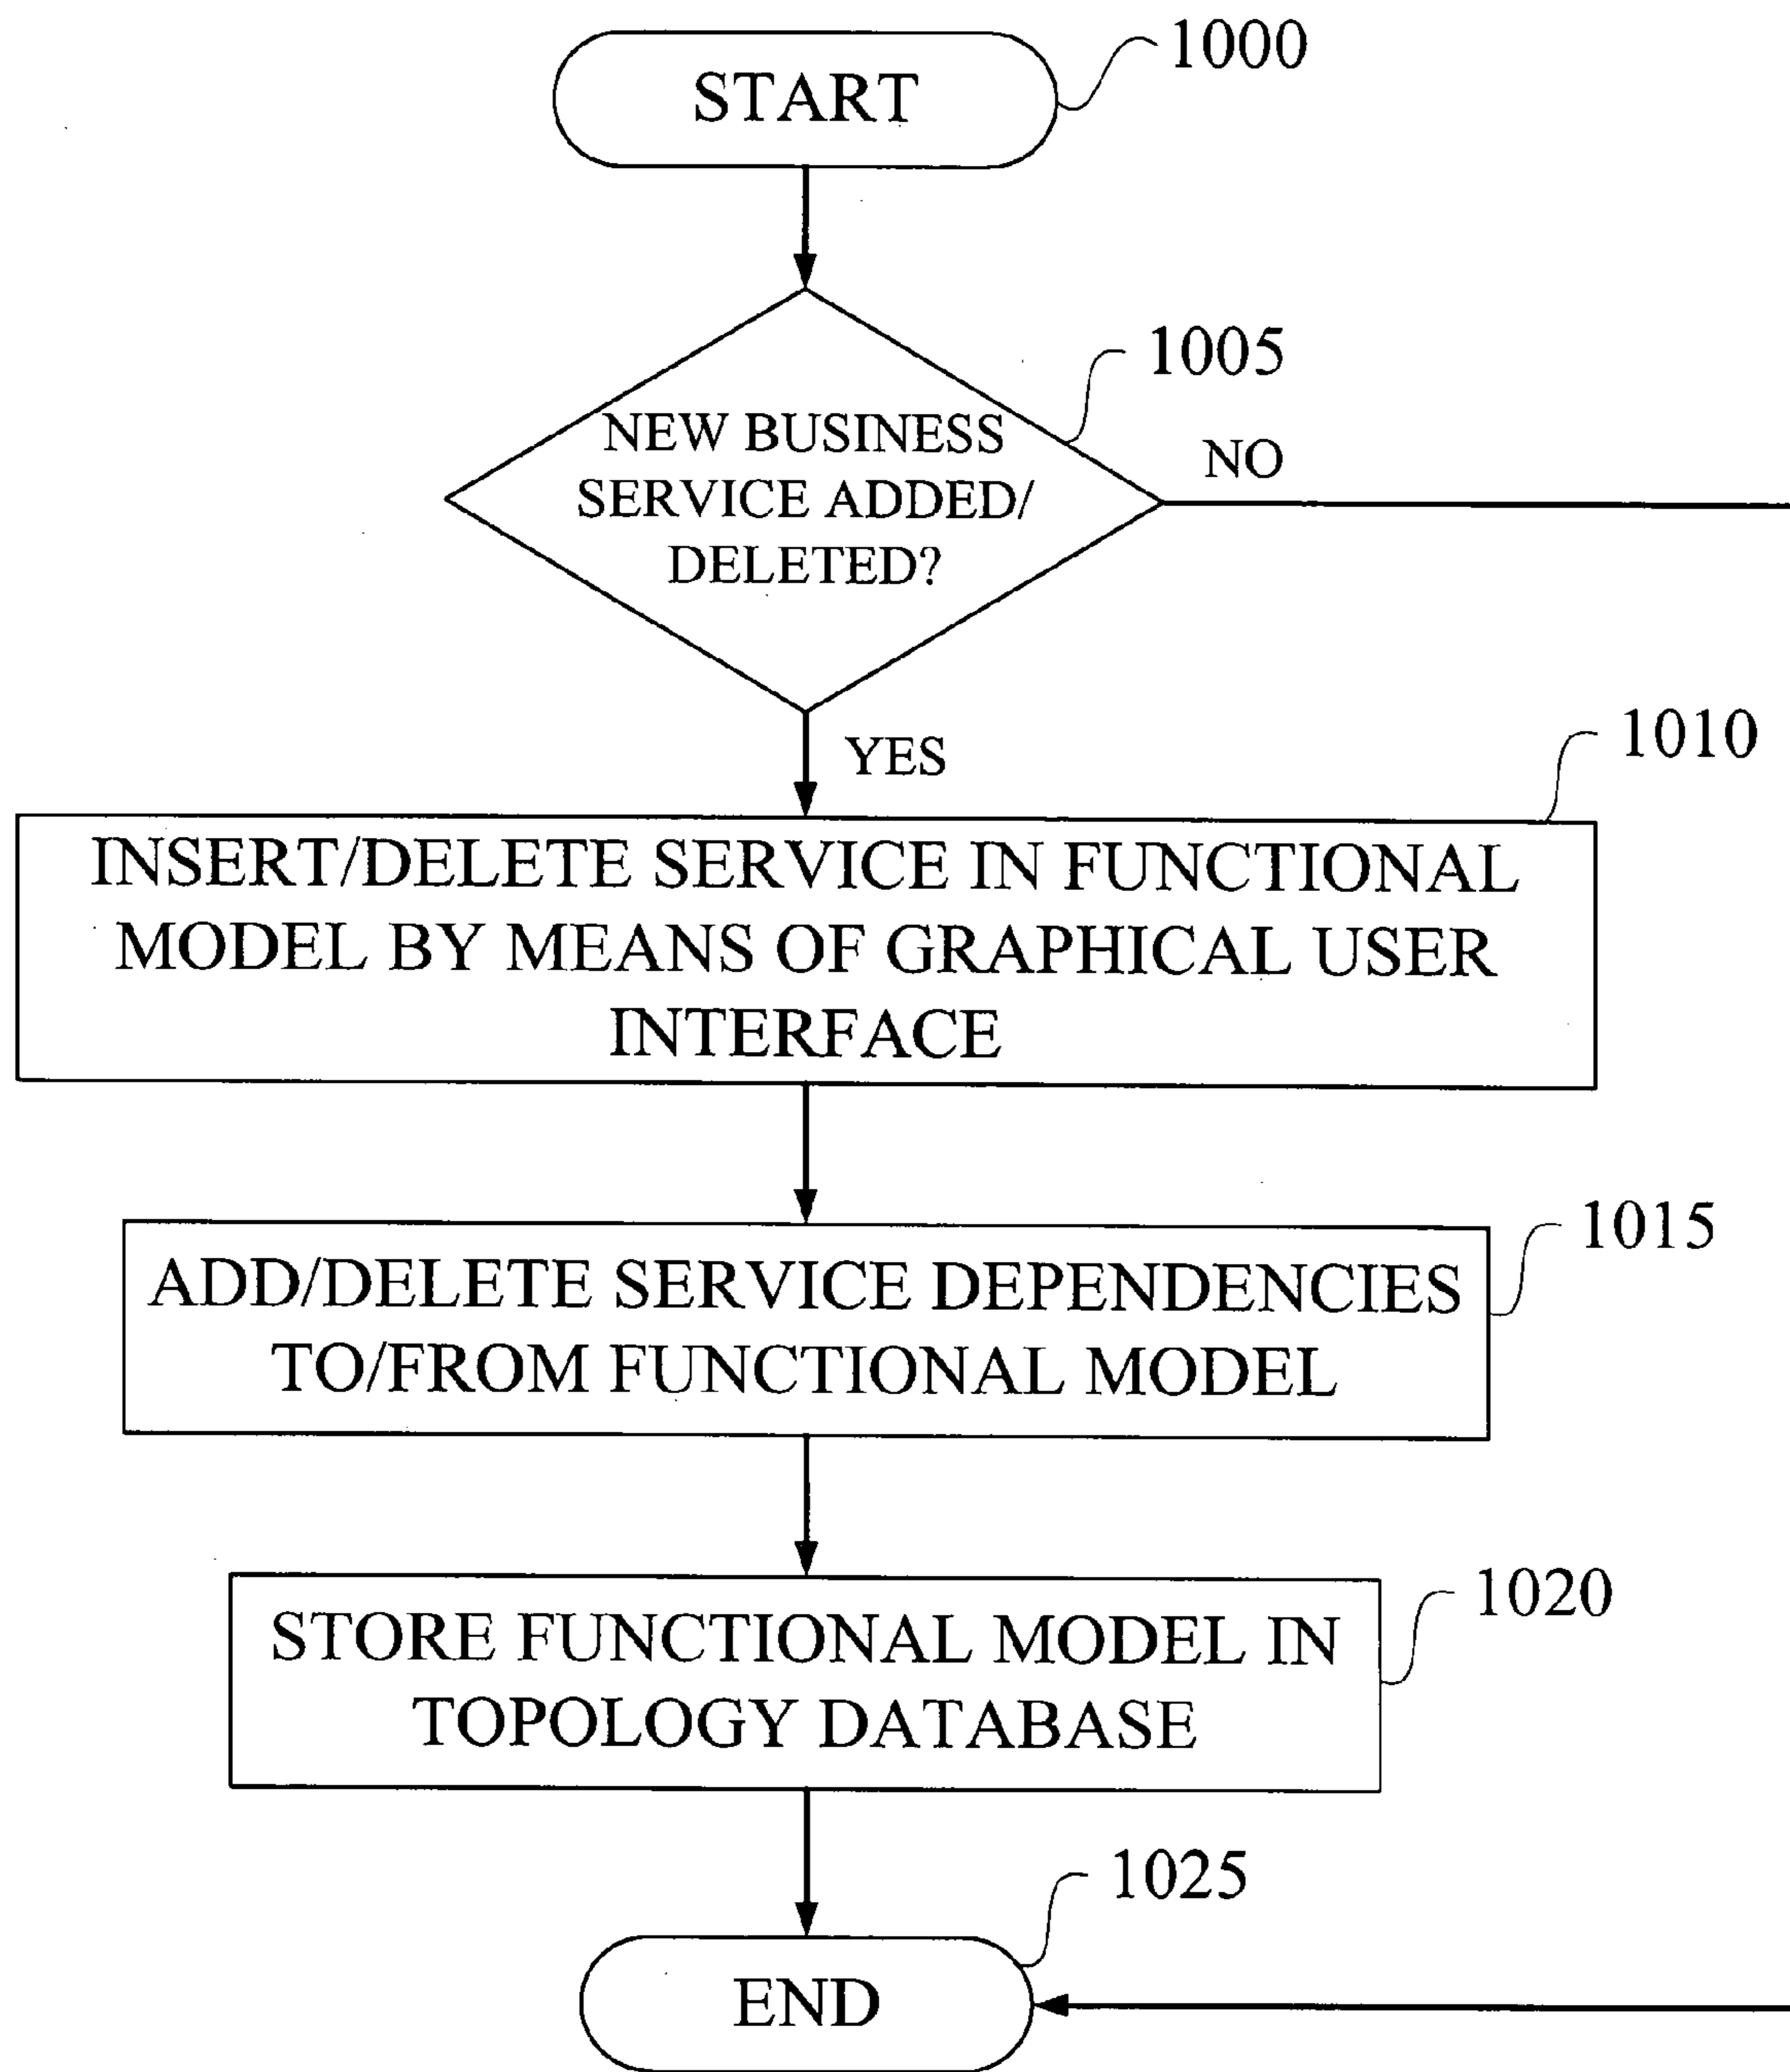 START
1000
1005
NEW BUSINESS
SERVICE ADDED/
DELETED?
NO
YES
1010
INSERT/DELETE SERVICE IN FUNCTIONAL
MODEL BY MEANS OF GRAPHICAL USER
INTERFACE
1015
ADD/DELETE SERVICE DEPENDENCIES
TO/FROM FUNCTIONAL MODEL
1020
STORE FUNCTIONAL MODEL IN
TOPOLOGY DATABASE
1025
END